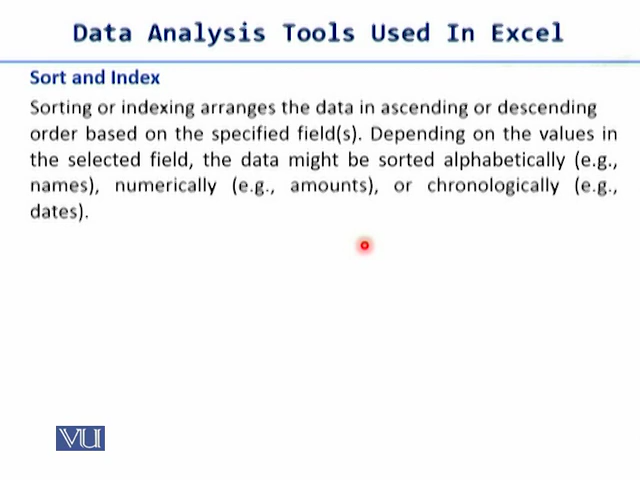 Data Analysis Tools Used In Excel
Sort and Index
Sorting or indexing arranges the data in ascending or descending
order based on the specified field(s). Depending on the values in
the selected field, the data might be sorted alphabetically (e.g.,
names), numerically (e.g., amounts), or chronologically (e.g.,
dates).
VU